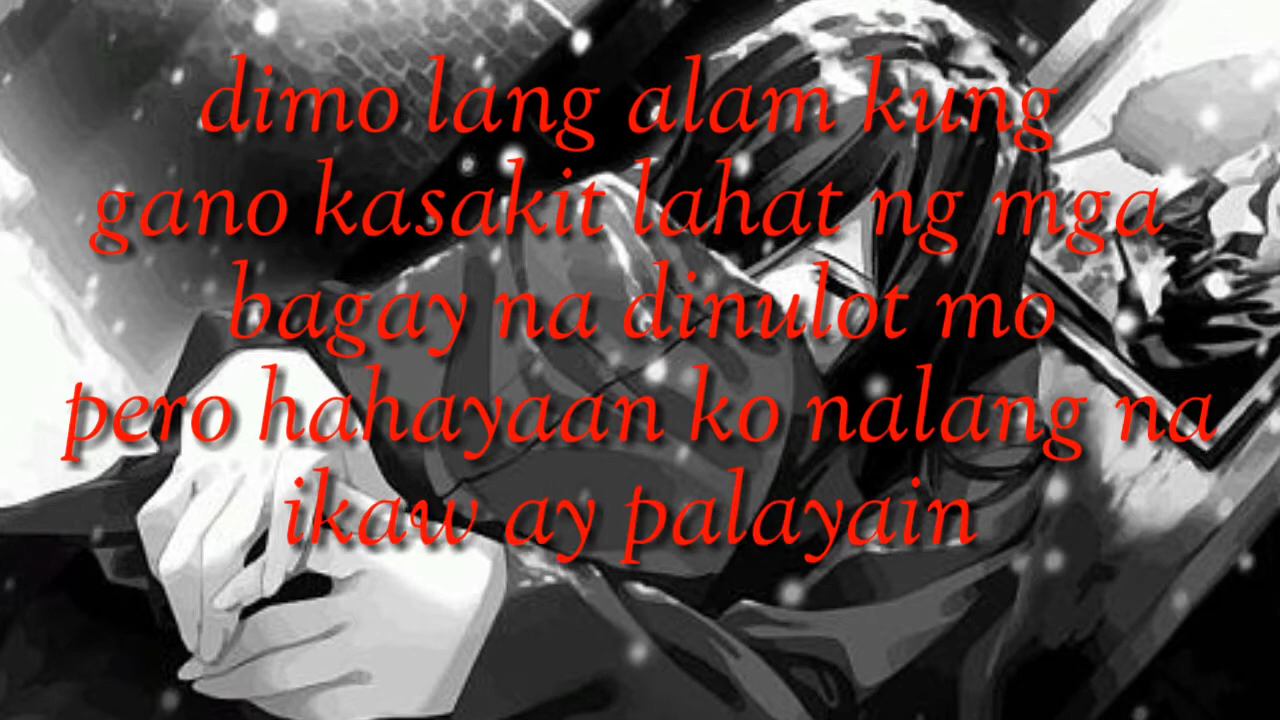 dimo lang alam kung
gano kasakit lahat ng mga
bagay na dinulot mo
pero hahayaan ko nalang na
ikaw ay palayain